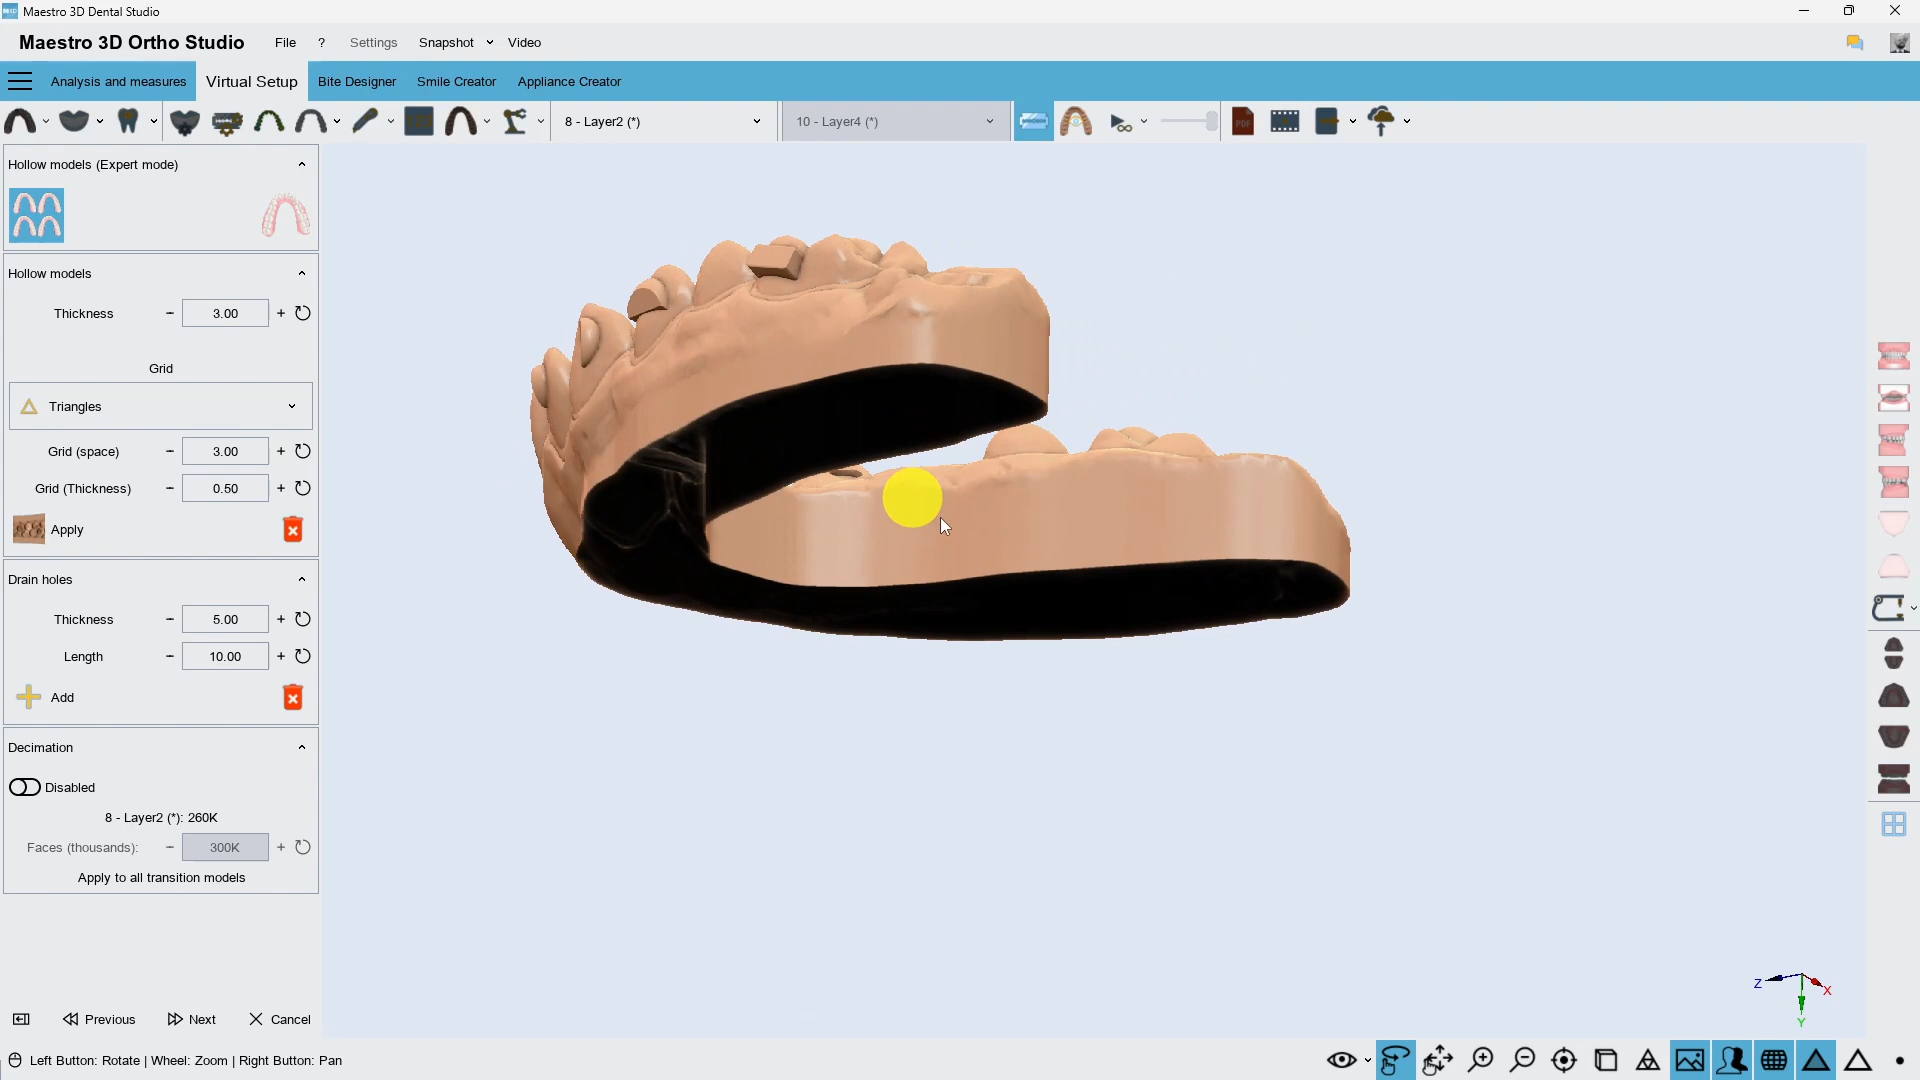 Maestro 3D Dental Studio
Maestro 3D Ortho Studio
File
?
Settings
Snapshot
Video
Analysis and measures
Virtual Setup
Bite Designer
Smile Creator
Appliance Creator
8 - Layer2 (*)
10 - Layer4 (*)
PDF
Hollow models (Expert mode)
Hollow models
Thickness - 3.00 +
Grid
Triangles
Grid (space) - 3.00 +
Grid (Thickness) - 0.50 +
Apply
Drain holes
Thickness - 5.00 +
Length - 10.00 +
Add
Decimation
Disabled
8 - Layer2 (*): 260K
Faces (thousands): - 300K +
Apply to all transition models
Z
X
Y
Previous
Next
Cancel
Left Button: Rotate | Wheel: Zoom | Right Button: Pan